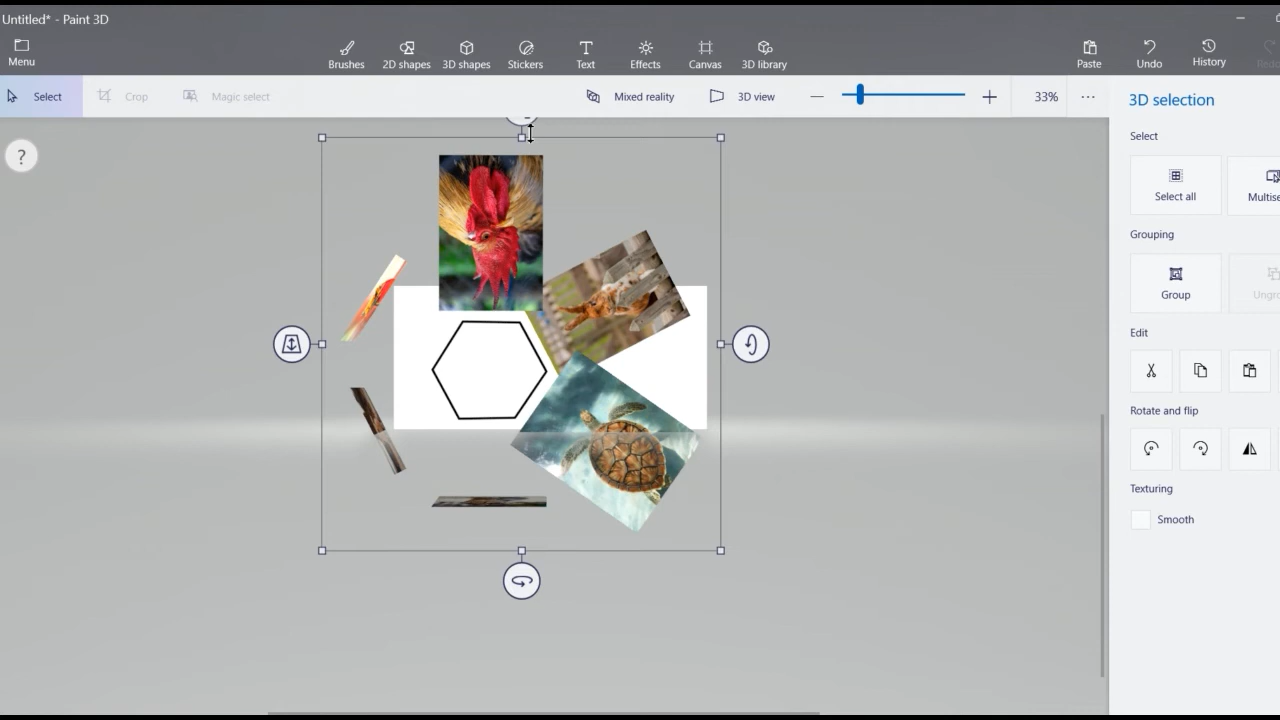 Untitled* - Paint 3D
Menu
Brushes
2D shapes
3D shapes
Stickers
Text
Effects
Canvas
3D library
Paste
Undo
History
Redo
Select
Crop
Magic select
Mixed reality
3D view
33%
3D selection
?
Select
Select all
Multise
Grouping
Group
Ungro
Edit
Rotate and flip
Texturing
Smooth